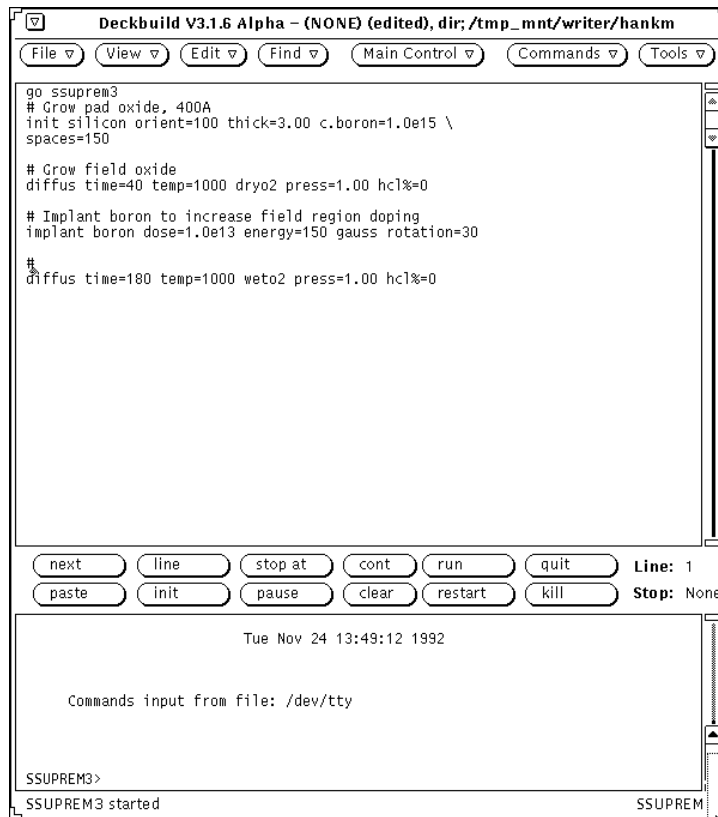 Deckbuild V3.1.6 Alpha – (NONE) (edited), dir; /tmp_mnt/writer/hankm
File View Edit Find Main Control Commands Tools
go ssuprem3
# Grow pad oxide, 400A
init silicon orient=100 thick=3.00 c.boron=1.0e15 \
spaces=150
# Grow field oxide
diffus time=40 temp=1000 dryo2 press=1.00 hcl%=0
# Implant boron to increase field region doping
implant boron dose=1.0e13 energy=150 gauss rotation=30
#
diffus time=180 temp=1000 weto2 press=1.00 hcl%=0
next line stop at cont run quit Line: 1
paste init pause clear restart kill Stop: None
Tue Nov 24 13:49:12 1992
Commands input from file: /dev/tty
SSUPREM3>
SSUPREM3 started SSUPREM